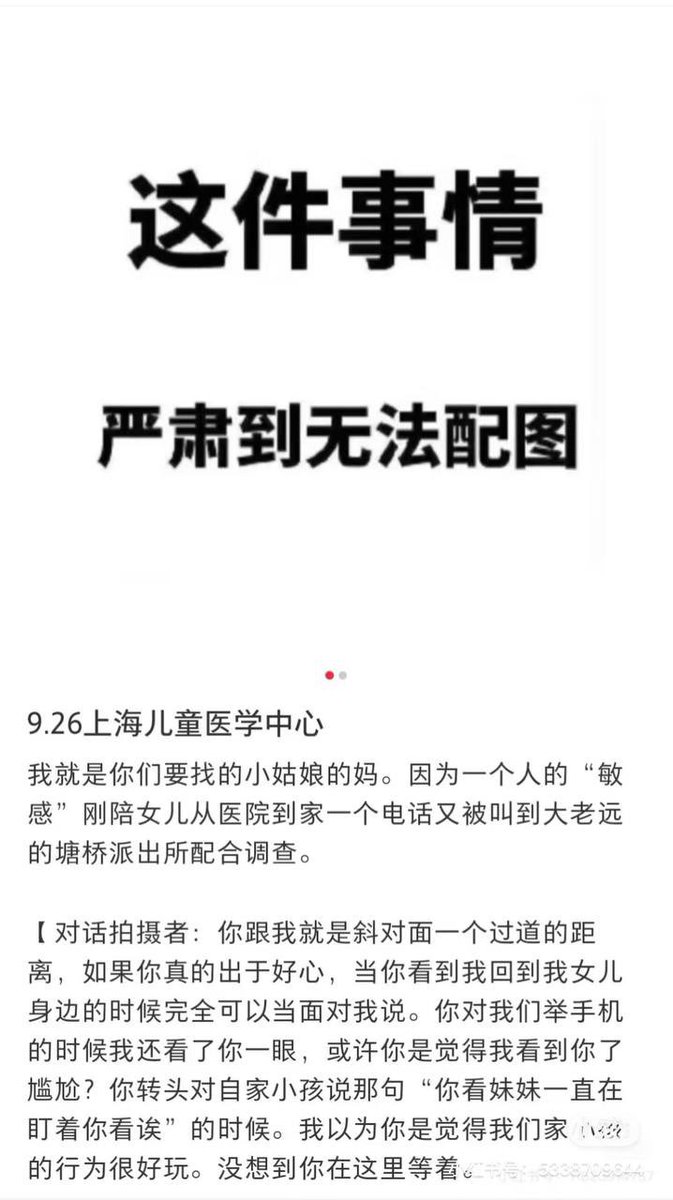 这件事情
严肃到无法配图
9.26上海儿童医学中心
我就是你们要找的小姑娘的妈。因为一个人的“敏
感”刚陪女儿从医院到家一个电话又被叫到大老远
的塘桥派出所配合调查。
【 对话拍摄者：你跟我就是斜对面一个过道的距
离，如果你真的出于好心，当你看到我回到我女儿
身边的时候完全可以当面对我说。你对我们举手机
的时候我还看了你一眼，或许你是觉得我看到你了
尴尬？你转头对自家小孩说那句“你看妹妹一直在
盯着你看诶”的时候。我以为你是觉得我们家小孩
的行为很好玩。没想到你在这里等着。